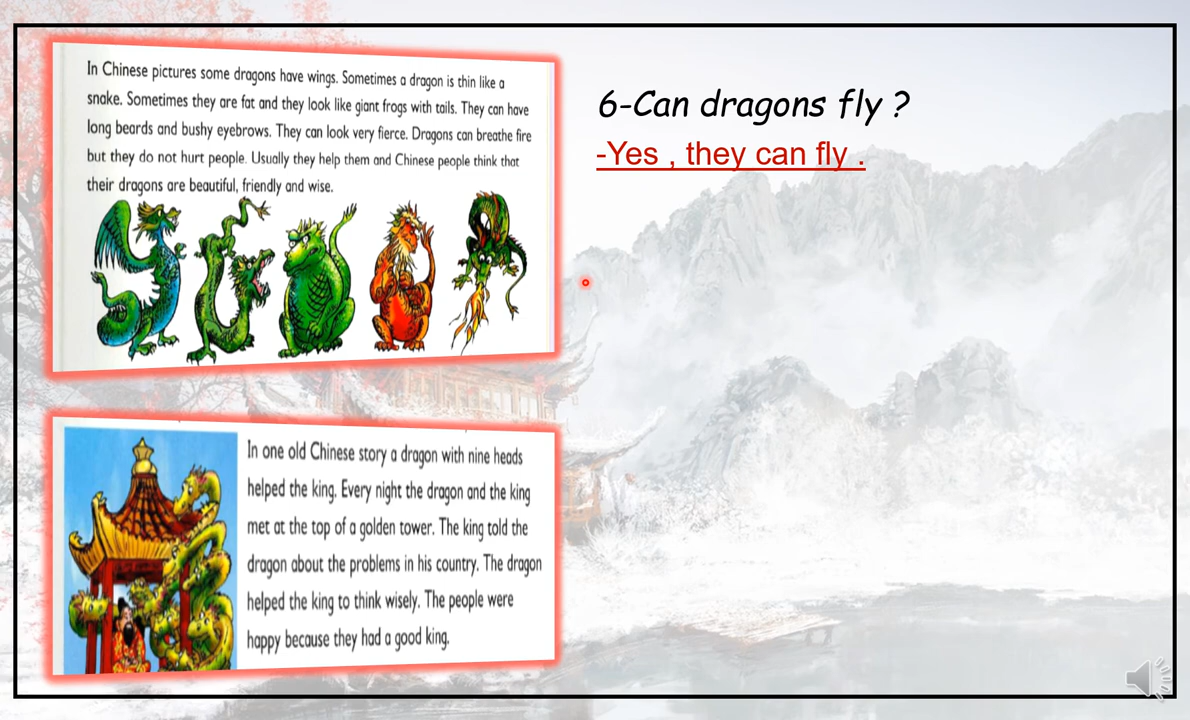 In Chinese pictures some dragons have wings. Sometimes a dragon is thin like a
snake. Sometimes they are fat and they look like giant frogs with tails. They can have
long beards and bushy eyebrows. They can look very fierce. Dragons can breathe fire
but they do not hurt people. Usually they help them and Chinese people think that
their dragons are beautiful, friendly and wise.
6-Can dragons fly ?
-Yes , they can fly .
In one old Chinese story a dragon with nine heads
helped the king. Every night the dragon and the king
met at the top of a golden tower. The king told the
dragon about the problems in his country. The dragon
helped the king to think wisely. The people were
happy because they had a good king.